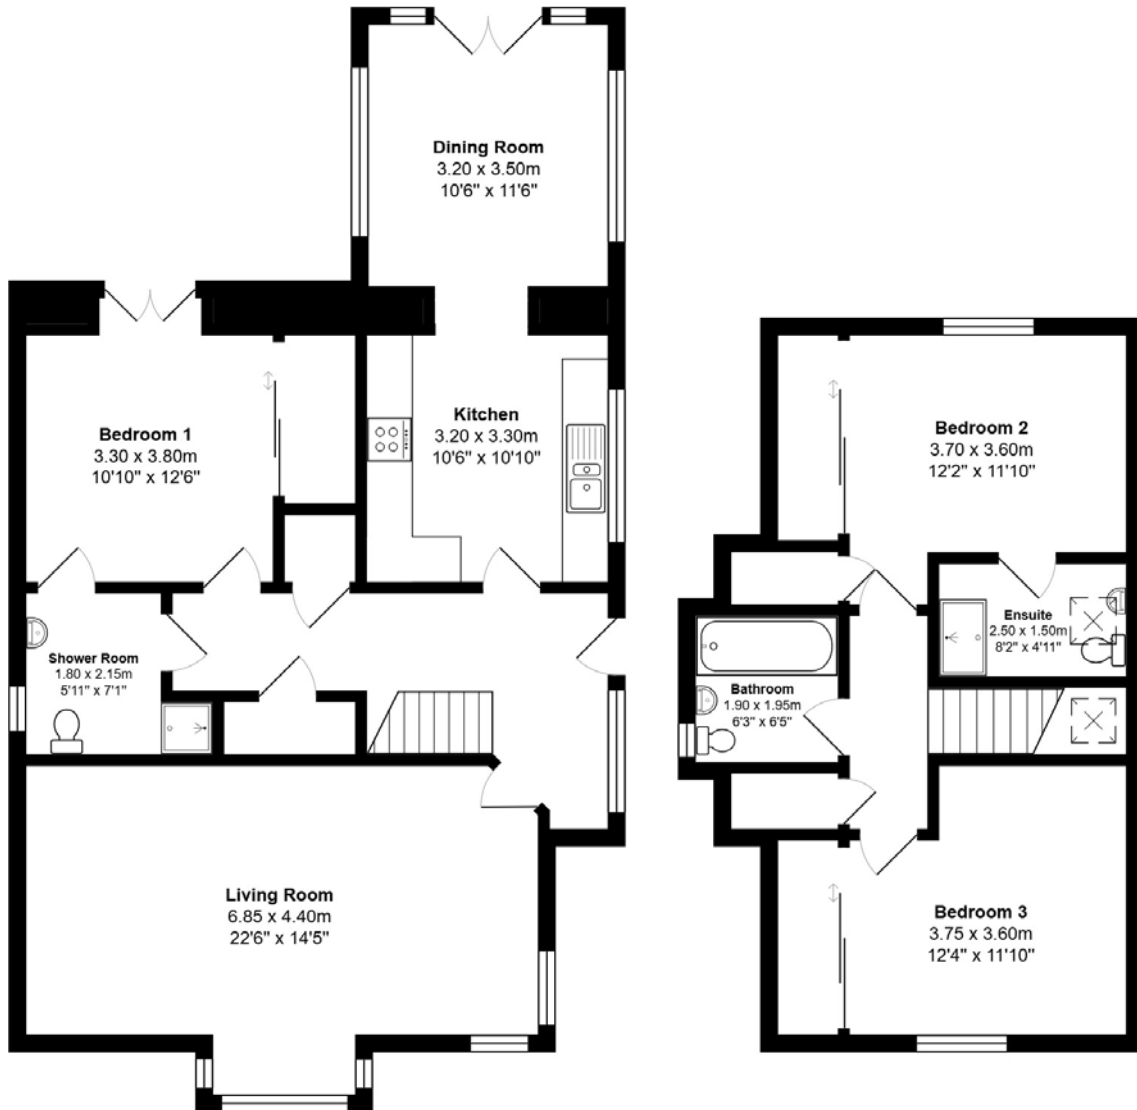 Dining Room
3.20 x 3.50m
10'6" x 11'6"
Bedroom 1
3.30 x 3.80m
10'10" x 12'6"
Kitchen
3.20 x 3.30m
10'6" x 10'10"
Shower Room
1.80 x 2.15m
5'11" x 7'1"
Living Room
6.85 x 4.40m
22'6" x 14'5"
Bedroom 2
3.70 x 3.60m
12'2" x 11'10"
Ensuite
2.50 x 1.50m
8'2" x 4'11"
Bathroom
1.90 x 1.95m
6'3" x 6'5"
Bedroom 3
3.75 x 3.60m
12'4" x 11'10"